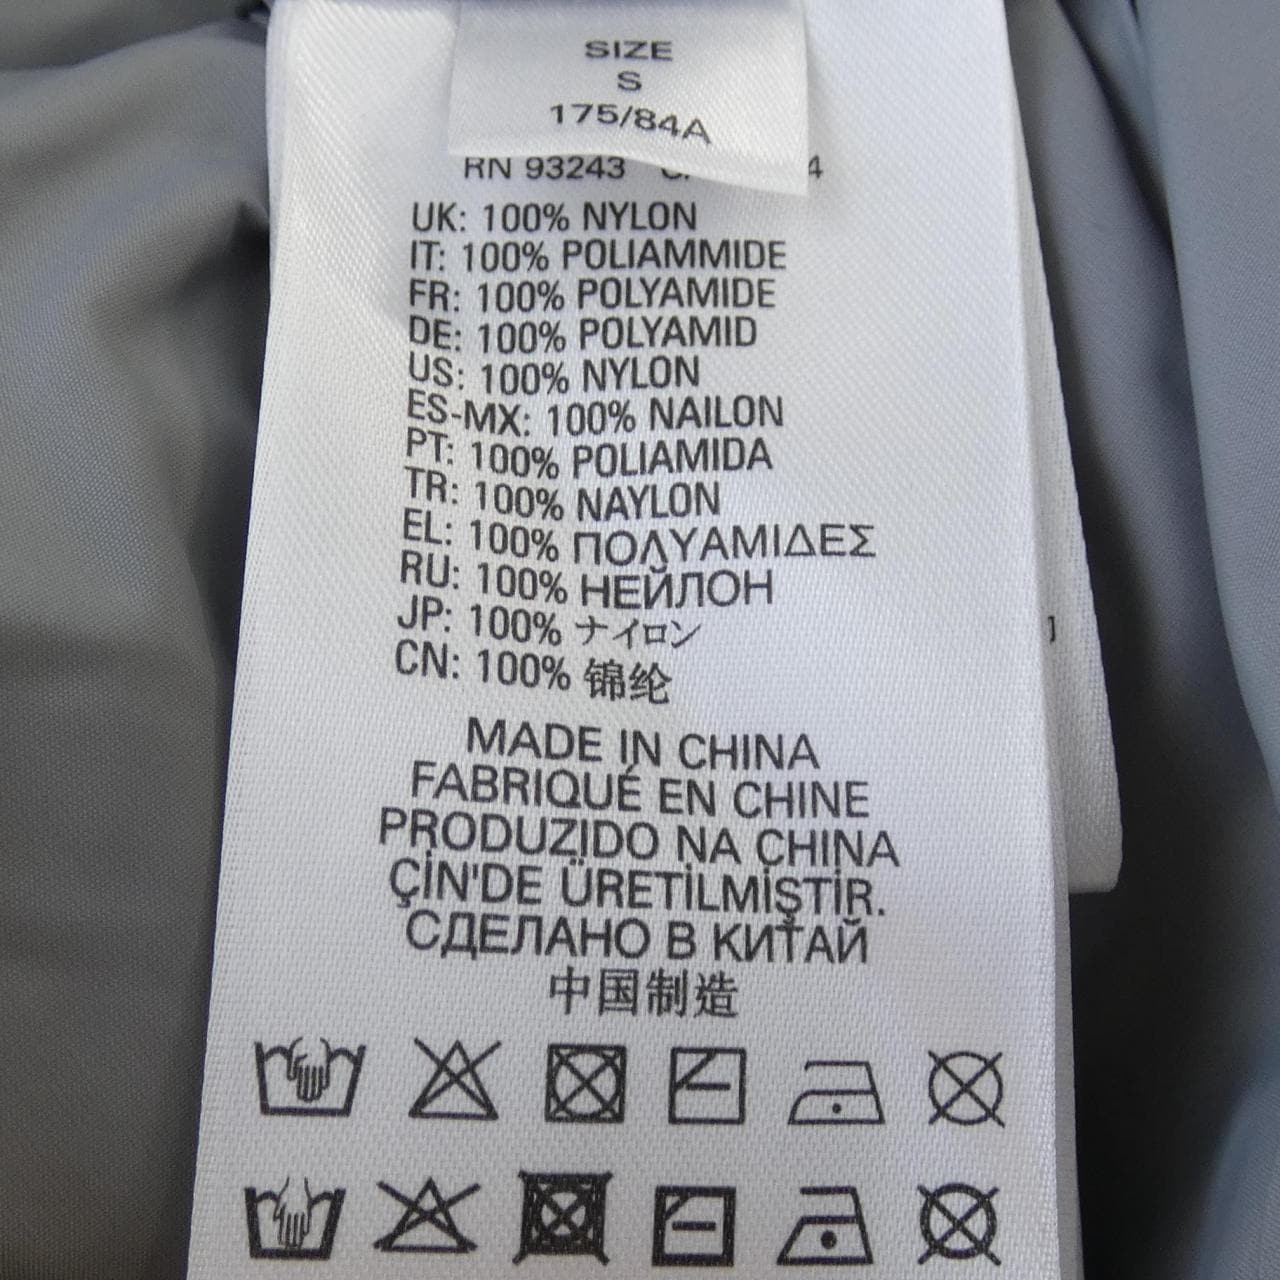 SIZE
S
175/84A
RN 93243
UK: 100% NYLON
IT: 100% POLIAMMIDE
FR: 100% POLYAMIDE
DE: 100% POLYAMID
US: 100% NYLON
ES-MX: 100% NAILON
PT: 100% POLIAMIDA
TR: 100% NAYLON
EL: 100% ΠΟΛΥΑΜΙΔΕΣ
RU: 100% НЕЙЛОН
JP: 100% ナイロン
CN: 100% 锦纶
MADE IN CHINA
FABRIQUÉ EN CHINE
PRODUZIDO NA CHINA
ÇİN'DE ÜRETİLMİŞTİR.
СДЕЛАНО В КИТАЙ
中国制造